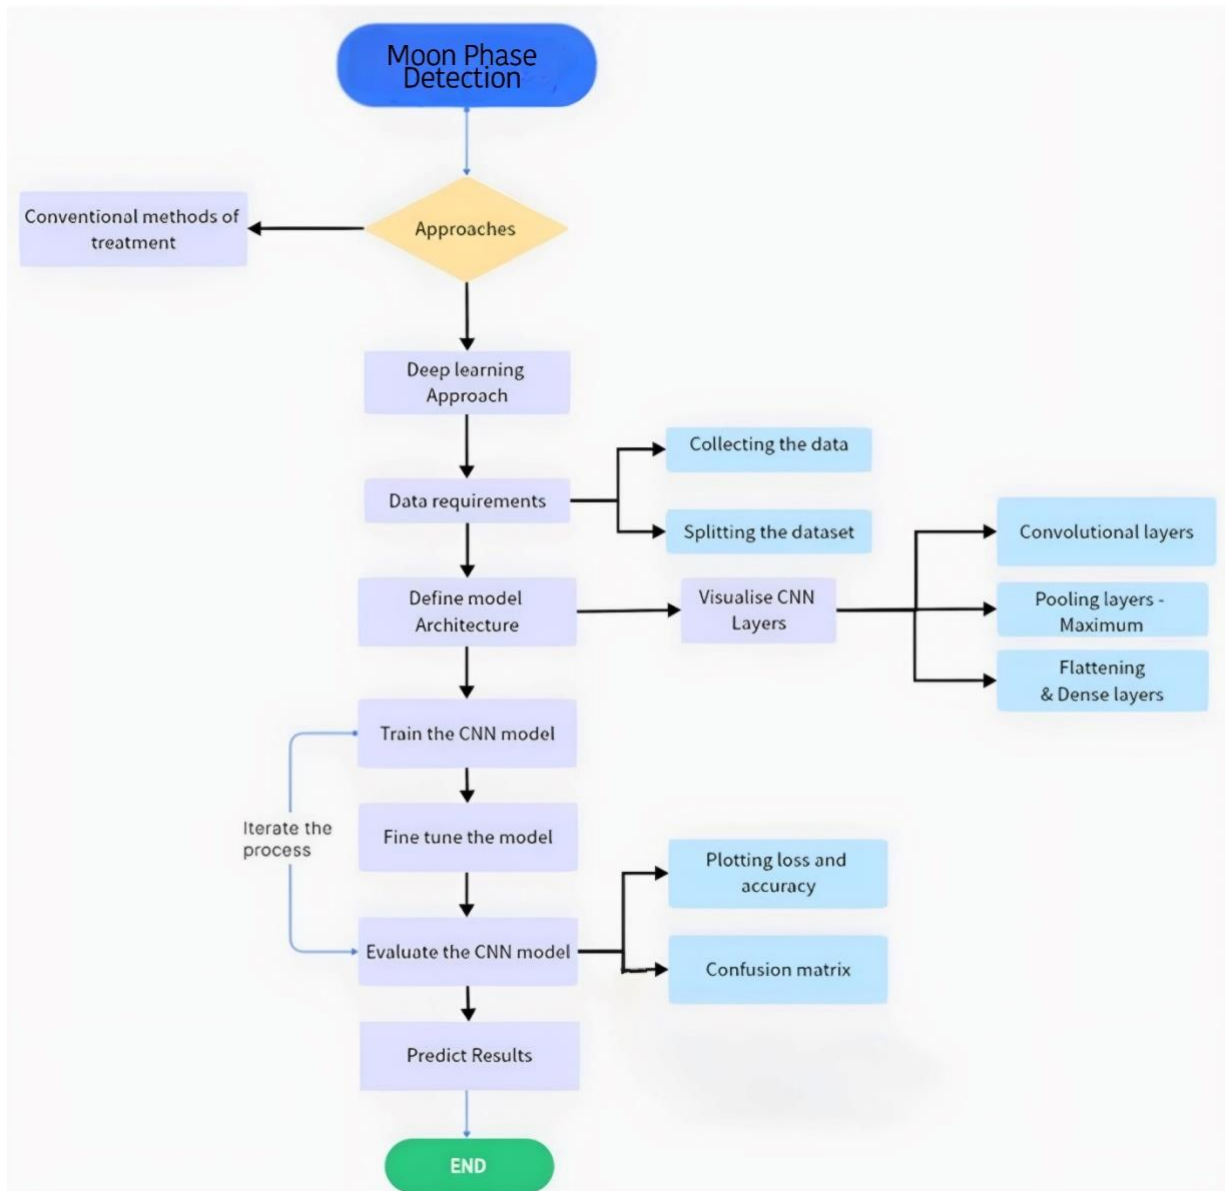 Moon Phase
Detection
Conventional methods of
treatment
Approaches
Deep learning
Approach
Data requirements
Collecting the data
Splitting the dataset
Define model
Architecture
Visualise CNN
Layers
Convolutional layers
Pooling layers -
Maximum
Flattening
& Dense layers
Train the CNN model
Iterate the
process
Fine tune the model
Evaluate the CNN model
Plotting loss and
accuracy
Confusion matrix
Predict Results
END